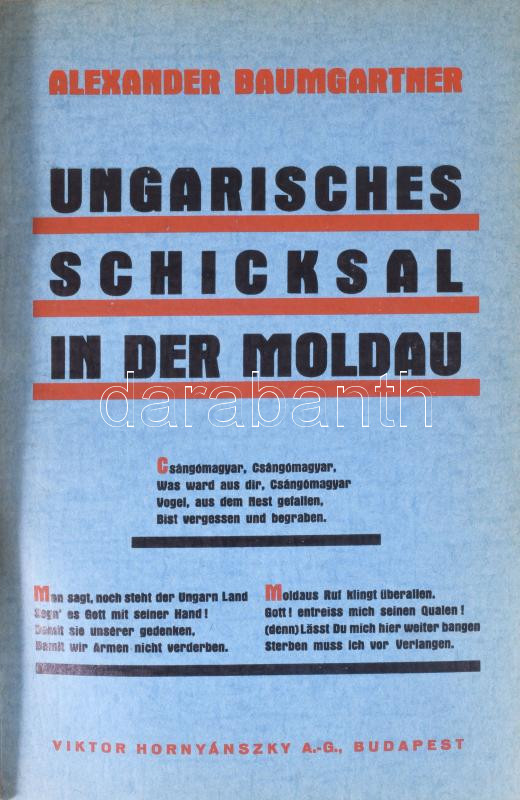 ALEXANDER BAUMGARTNER
UNGARISCHES
SCHICKSAL
IN DER MOLDAU
darabanth
Csángómagyar, Csángómagyar,
Was ward aus dir, Csángómagyar
Vogel, aus dem Nest gefallen,
Bist vergessen und begraben.
Man sagt, noch steht der Ungarn Land
Segn' es Gott mit seiner Hand!
Damit sie unserer gedenken,
Damit wir Armen nicht verderben.
Moldaus Ruf klingt überallen.
Gott! entreiss mich seinen Qualen!
(denn) Lässt Du mich hier weiter bangen
Sterben muss ich vor Verlangen.
VIKTOR HORNYÁNSZKY A.-G., BUDAPEST